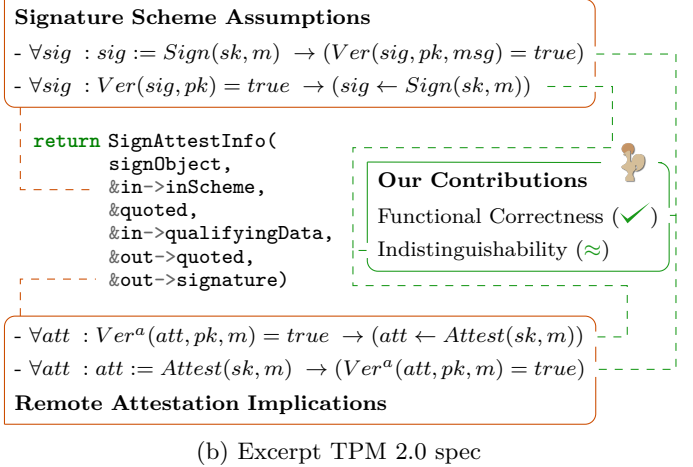 Signature Scheme Assumptions
- ∀sig : sig := Sign(sk, m) → (Ver(sig, pk, msg) = true)
- ∀sig : Ver(sig, pk) = true → (sig ← Sign(sk, m))
return SignAttestInfo(
signObject,
&in->inScheme,
&quoted,
&in->qualifyingData,
&out->quoted,
&out->signature)
Our Contributions
Functional Correctness (✓)
Indistinguishability (≈)
- ∀att : Verᵃ(att, pk, m) = true → (att ← Attest(sk, m))
- ∀att : att := Attest(sk, m) → (Verᵃ(att, pk, m) = true)
Remote Attestation Implications
(b) Excerpt TPM 2.0 spec